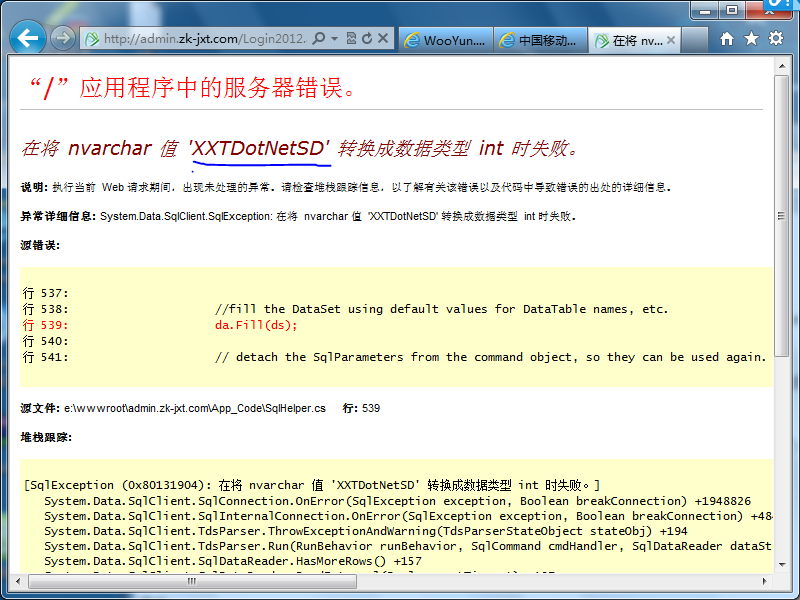 http://admin.zk-jxt.com/Login2012.
WooYun....
中国移动...
在将 nv...
“/”应用程序中的服务器错误。
在将 nvarchar 值 'XXTDotNetSD' 转换成数据类型 int 时失败。
说明: 执行当前 Web 请求期间，出现未处理的异常。请检查堆栈跟踪信息，以了解有关该错误以及代码中导致错误的出处的详细信息。
异常详细信息: System.Data.SqlClient.SqlException: 在将 nvarchar 值 'XXTDotNetSD' 转换成数据类型 int 时失败。
源错误:
行 537:
行 538: //fill the DataSet using default values for DataTable names, etc.
行 539: da.Fill(ds);
行 540:
行 541: // detach the SqlParameters from the command object, so they can be used again.
源文件: e:\wwwroot\admin.zk-jxt.com\App_Code\SqlHelper.cs 行: 539
堆栈跟踪:
[SqlException (0x80131904): 在将 nvarchar 值 'XXTDotNetSD' 转换成数据类型 int 时失败。]
System.Data.SqlClient.SqlConnection.OnError(SqlException exception, Boolean breakConnection) +1948826
System.Data.SqlClient.SqlInternalConnection.OnError(SqlException exception, Boolean breakConnection) +484
System.Data.SqlClient.TdsParser.ThrowExceptionAndWarning(TdsParserStateObject stateObj) +194
System.Data.SqlClient.TdsParser.Run(RunBehavior runBehavior, SqlCommand cmdHandler, SqlDataReader dataSt
System.Data.SqlClient.SqlDataReader.HasMoreRows() +157